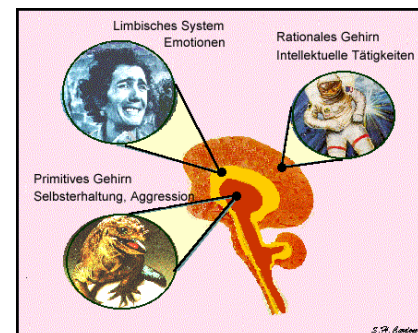 Limbisches System
Emotionen
Rationales Gehirn
Intellektuelle Tätigkeiten
Primitives Gehirn
Selbsterhaltung, Aggression